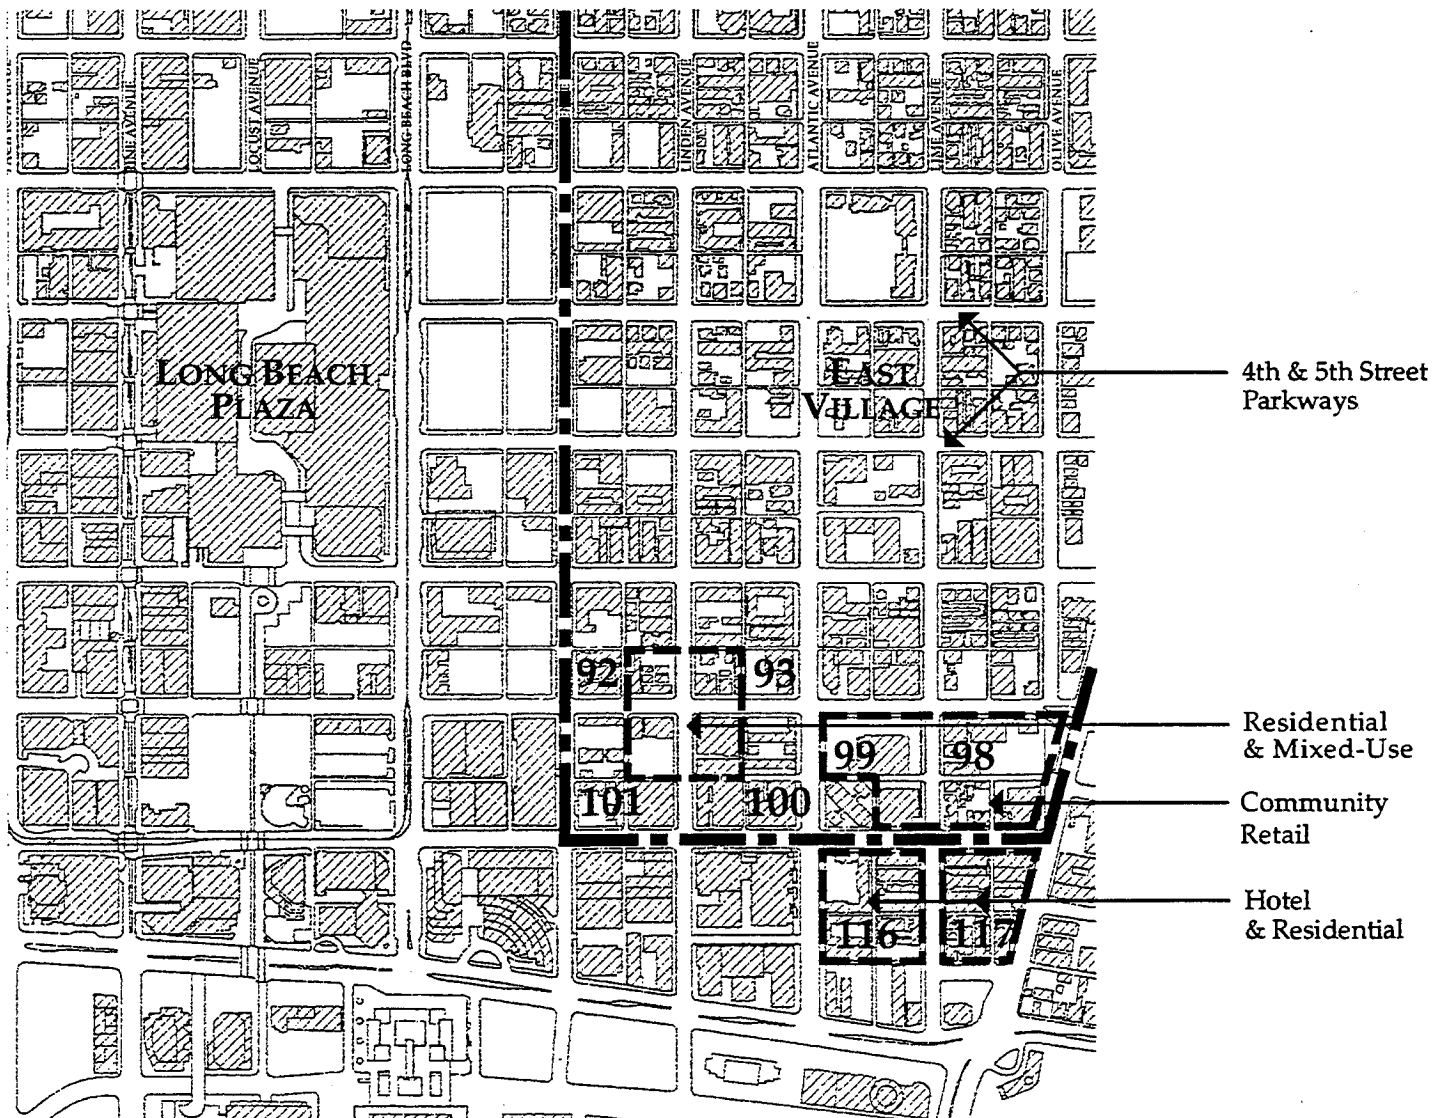 PINE AVENUE
LOCUST AVENUE
LONG BEACH BLVD
LINDEN AVENUE
ATLANTIC AVENUE
LIME AVENUE
OLIVE AVENUE
LONG BEACH
PLAZA
EAST
VILLAGE
4th & 5th Street
Parkways
92
93
Residential
& Mixed-Use
99
98
101
100
Community
Retail
Hotel
& Residential
116
117